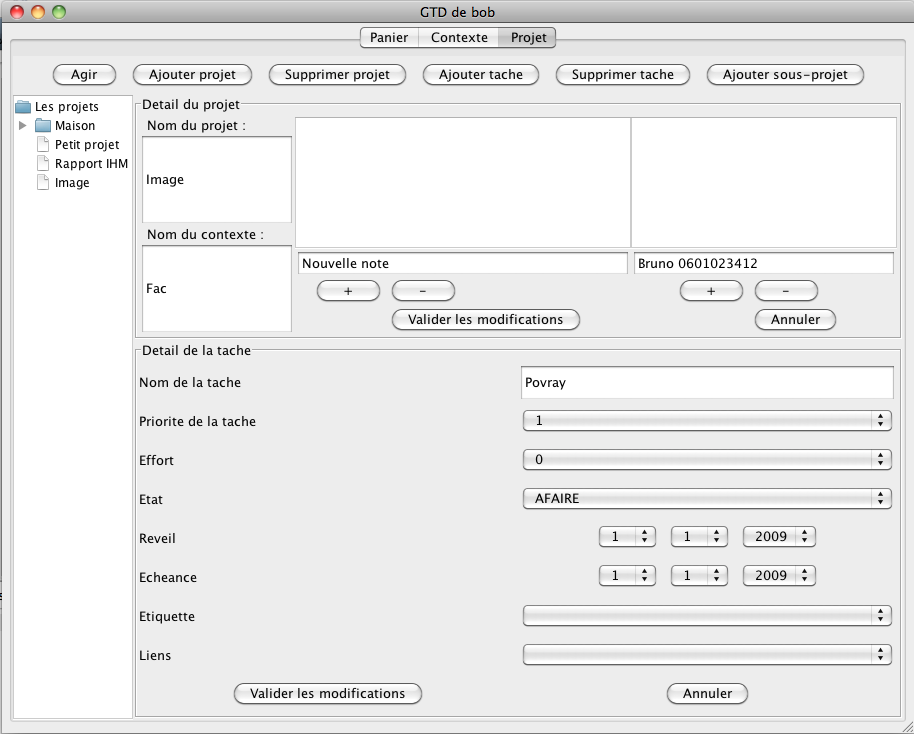 GTD de bob
Panier Contexte Projet
Agir Ajouter projet Supprimer projet Ajouter tache Supprimer tache Ajouter sous-projet
Les projets
Maison
Petit projet
Rapport IHM
Image
Detail du projet
Nom du projet :
Image
Nom du contexte :
Fac
Nouvelle note
Bruno 0601023412
+ - + -
Valider les modifications Annuler
Detail de la tache
Nom de la tache Povray
Priorite de la tache 1
Effort 0
Etat AFAIRE
Reveil 1 1 2009
Echeance 1 1 2009
Etiquette
Liens
Valider les modifications Annuler